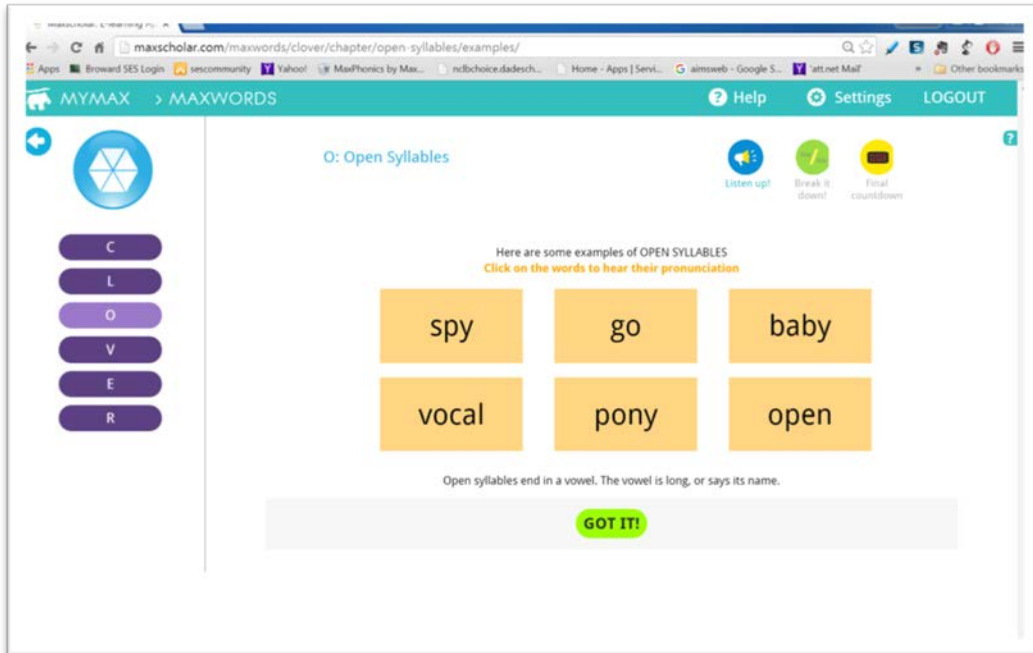 maxscholar.com/maxwords/clover/chapter/open-syllables/examples/
Apps Broward SES Login sescommunity Yahoo! MaxPhonics by Max... nclbchoice.dadesch... Home - Apps | Servi... aimsweb - Google S... 'att.net Mail' » Other bookmarks
MYMAX > MAXWORDS ? Help Settings LOGOUT
?
O: Open Syllables
Listen up! Break it down! Final countdown
C
L
O
V
E
R
Here are some examples of OPEN SYLLABLES
Click on the words to hear their pronunciation
spy go baby
vocal pony open
Open syllables end in a vowel. The vowel is long, or says its name.
GOT IT!